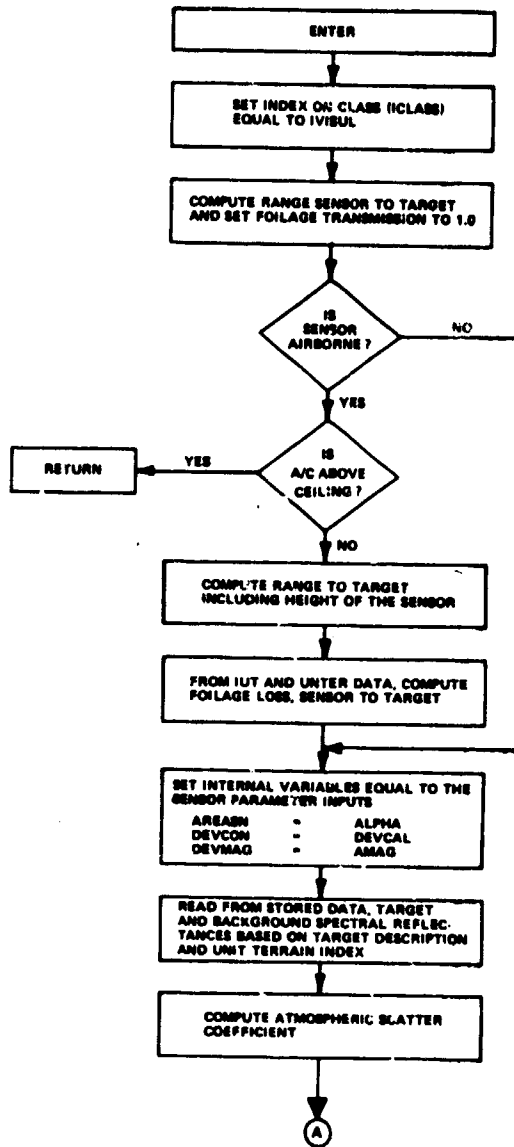 ENTER
SET INDEX ON CLASS (ICLASS)
EQUAL TO IVISUL
COMPUTE RANGE SENSOR TO TARGET
AND SET FOILAGE TRANSMISSION TO 1.0
IS
SENSOR
AIRBORNE?
NO
YES
IS
A/C ABOVE
CEILING?
YES
RETURN
NO
COMPUTE RANGE TO TARGET
INCLUDING HEIGHT OF THE SENSOR
FROM IUT AND UNTER DATA, COMPUTE
FOILAGE LOSS, SENSOR TO TARGET
SET INTERNAL VARIABLES EQUAL TO THE
SENSOR PARAMETER INPUTS
AREASN = ALPHA
DEVCON = DEVCAL
DEVMAG = AMAG
READ FROM STORED DATA, TARGET
AND BACKGROUND SPECTRAL REFLEC-
TANCES BASED ON TARGET DESCRIPTION
AND UNIT TERRAIN INDEX
COMPUTE ATMOSPHERIC SCATTER
COEFFICIENT
A